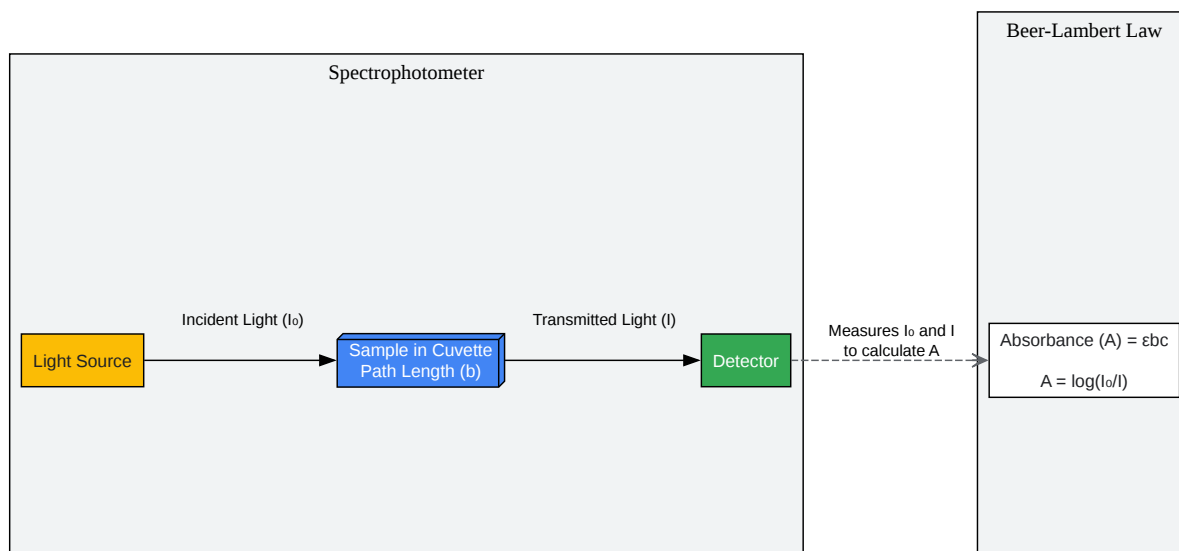 Beer-Lambert Law
Spectrophotometer
Incident Light (I₀)
Transmitted Light (I)
Measures I₀ and I
to calculate A
Light Source
Sample in Cuvette
Path Length (b)
Detector
Absorbance (A) = εbc
A = log(I₀/I)